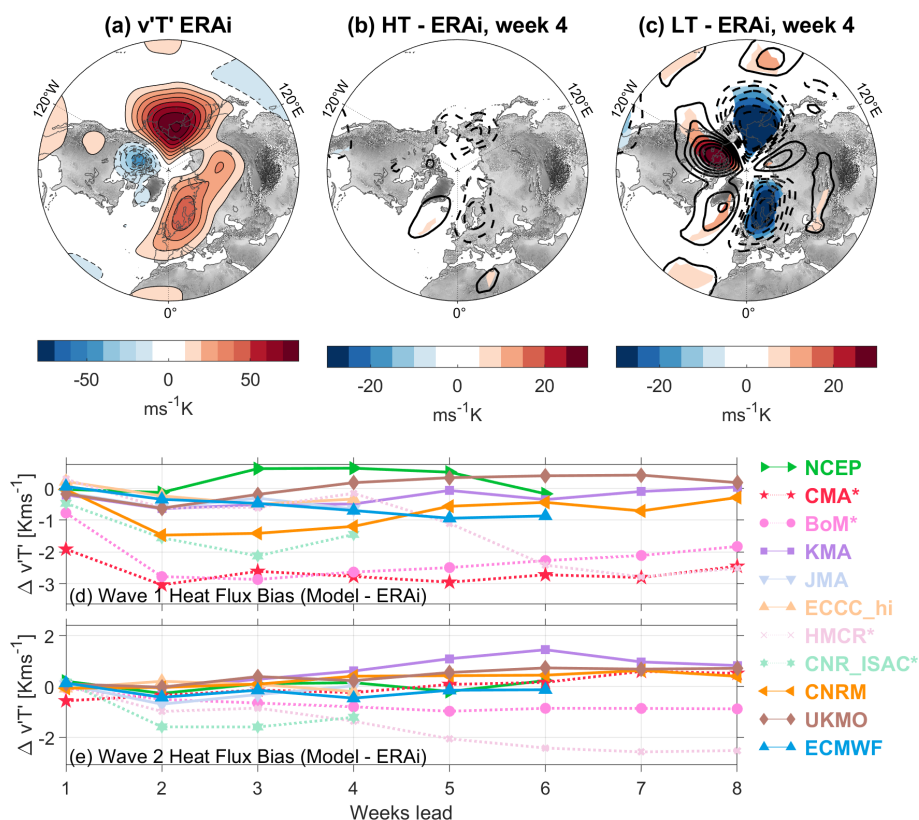 (a) v'T' ERAi
(b) HT - ERAi, week 4
(c) LT - ERAi, week 4
120°W
120°E
120°W
120°E
120°W
120°E
0°
0°
0°
-50 0 50
ms⁻¹K
-20 0 20
ms⁻¹K
-20 0 20
ms⁻¹K
Δ v'T' [Kms⁻¹]
0
-1
-2
-3
(d) Wave 1 Heat Flux Bias (Model - ERAi)
Δ v'T' [Kms⁻¹]
2
0
-2
(e) Wave 2 Heat Flux Bias (Model - ERAi)
1 2 3 4 5 6 7 8
Weeks lead
NCEP
CMA*
BoM*
KMA
JMA
ECCC_hi
HMCR*
CNR_ISAC*
CNRM
UKMO
ECMWF